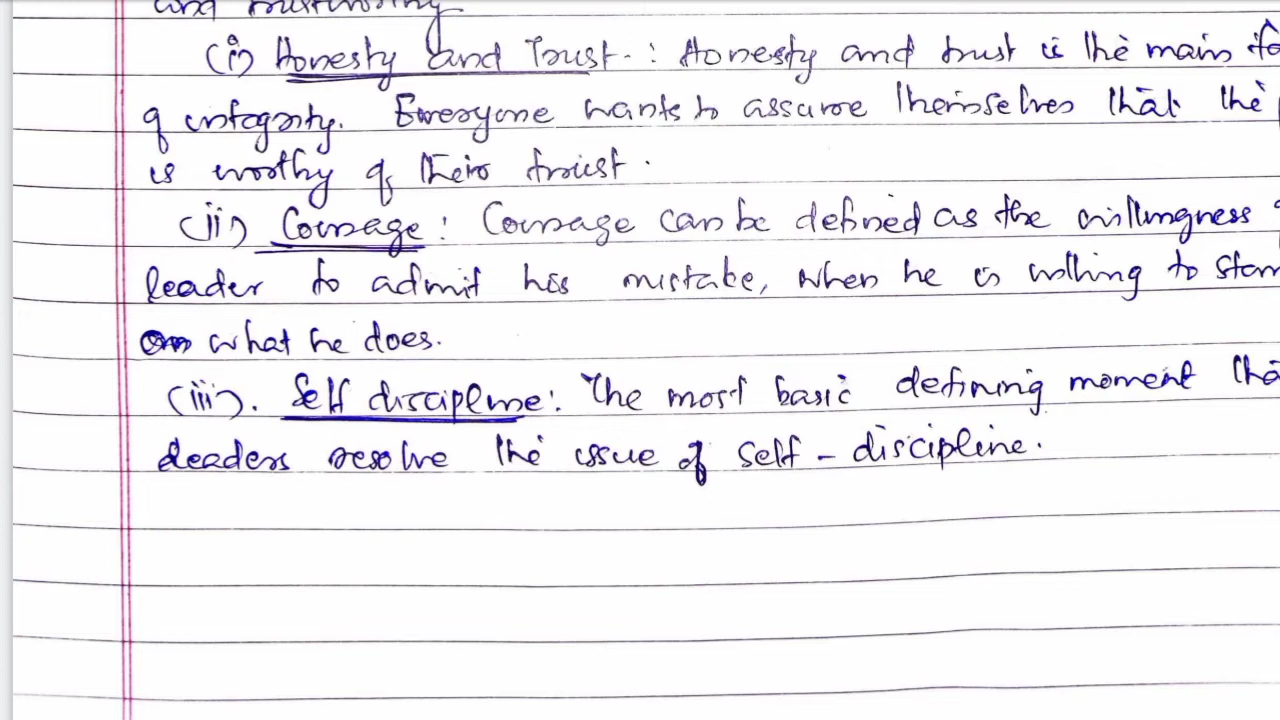 and trustworthy.
(i) Honesty and Trust - : Honesty and trust is the main
of integrity. Everyone wants to assure themselves that the
is worthy of their trust.
(ii) Courage : Courage can be defined as the willingness
leader to admit his mistake, when he is willing to
what he does.
(iii). Self discipline : The most basic defining moment
leaders resolve the issue of self - discipline.